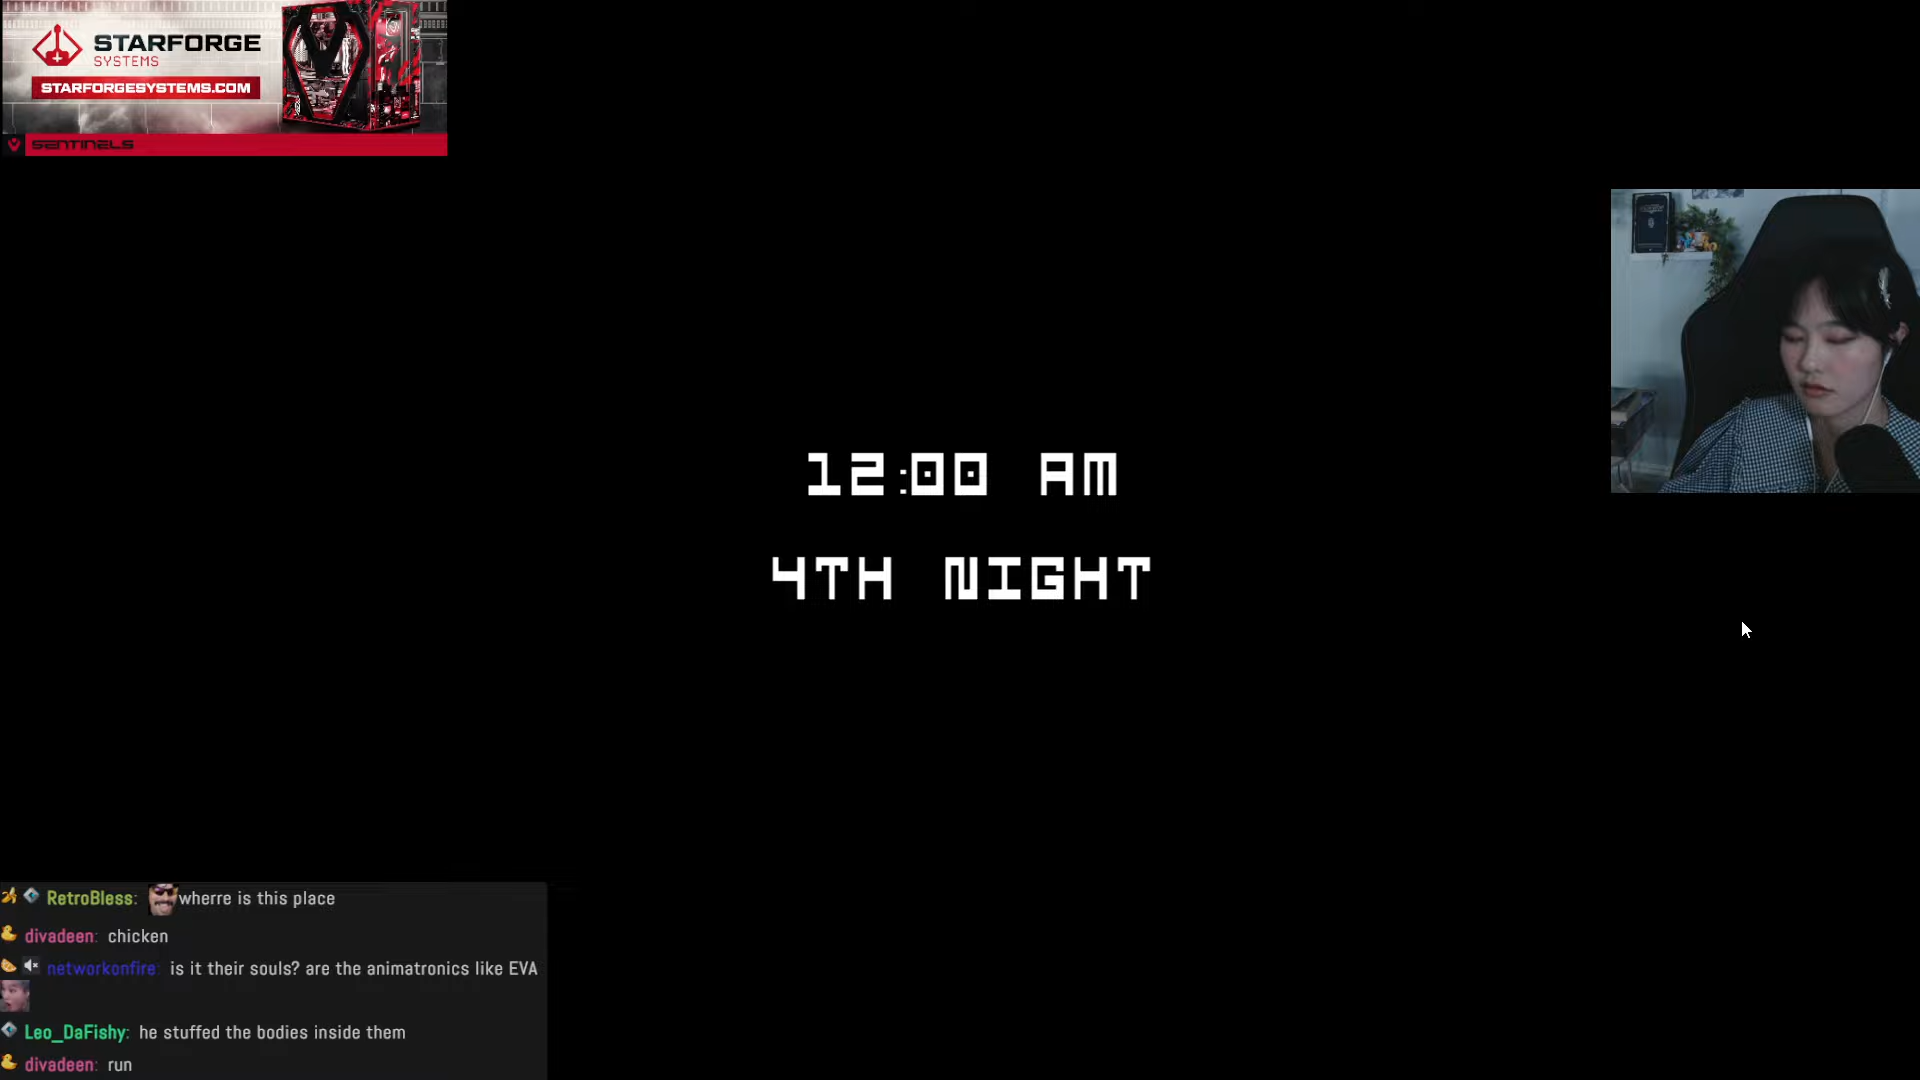 STARFORGE
SYSTEMS
STARFORGESYSTEMS.COM
SENTINELS
12:00 AM
4TH NIGHT
RetroBless: wherre is this place
divadeen: chicken
networkonfire: is it their souls? are the animatronics like EVA
Leo_DaFishy: he stuffed the bodies inside them
divadeen: run